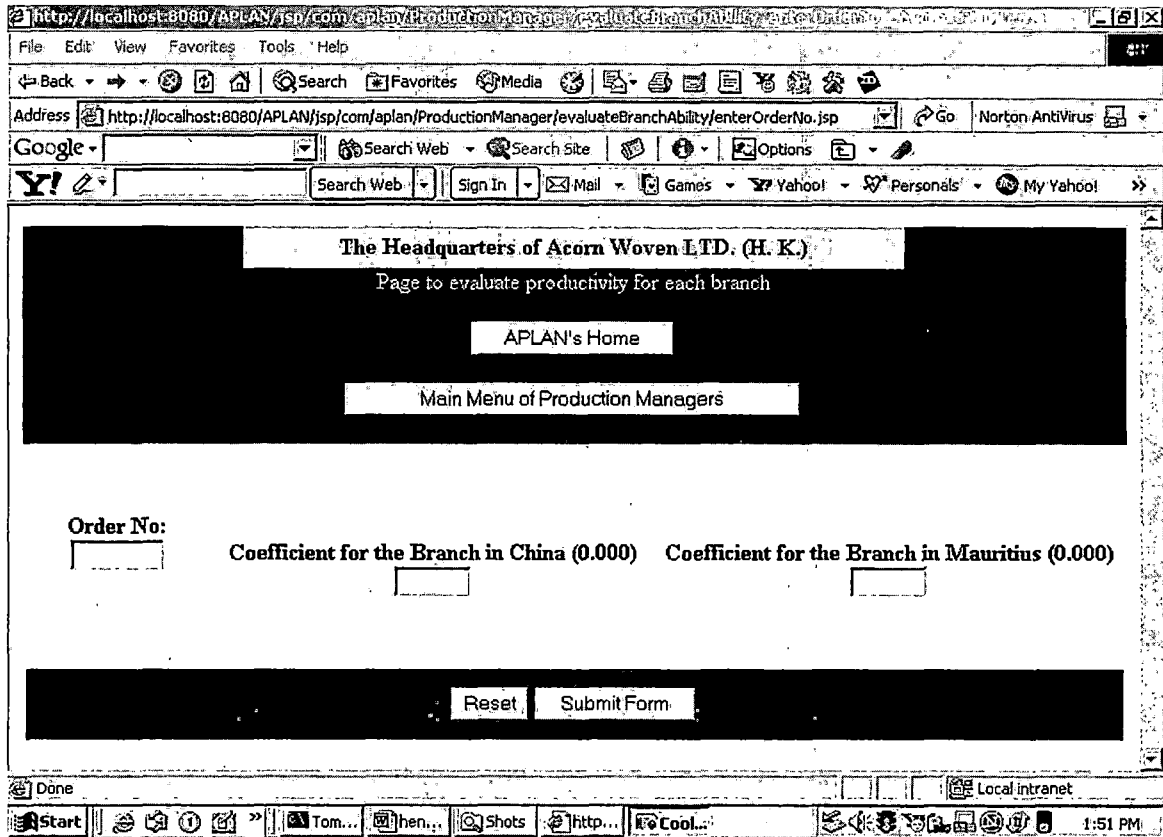 http://localhost:8080/APLAN/jsp/com/aplan/ProductionManager/evaluateBranchAbility/enterOrderNo
File Edit View Favorites Tools Help
Back Search Favorites Media
Address http://localhost:8080/APLAN/jsp/com/aplan/ProductionManager/evaluateBranchAbility/enterOrderNo.jsp Go Norton AntiVirus
Google Search Web Search Site Options
Y! Search Web Sign In Mail Games Yahoo! Personals My Yahoo! »
The Headquarters of Acorn Woven LTD. (H. K.)
Page to evaluate productivity for each branch
APLAN's Home
Main Menu of Production Managers
Order No:
Coefficient for the Branch in China (0.000) Coefficient for the Branch in Mauritius (0.000)
Reset Submit Form
Done Local intranet
Start » Tom... hen... Shots http... Cool... 1:51 PM